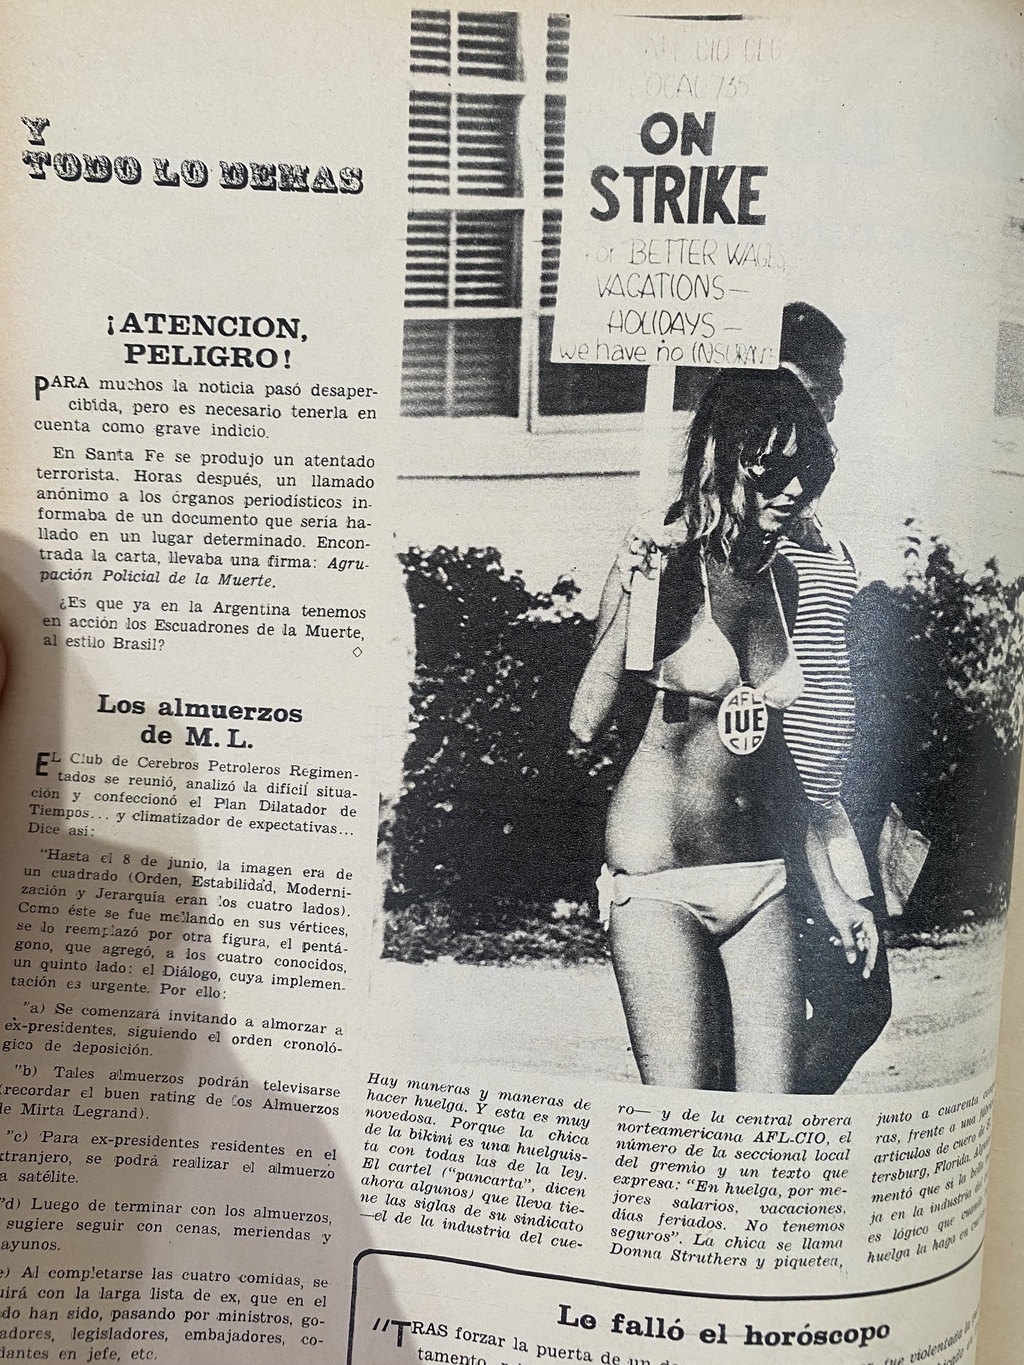 Y
TODO LO DEMAS
¡ATENCION,
PELIGRO!
PARA muchos la noticia pasó desaper-
cibida, pero es necesario tenerla en
cuenta como grave indicio.
En Santa Fe se produjo un atentado
terrorista. Horas después, un llamado
anónimo a los órganos periodísticos in-
formaba de un documento que sería ha-
llado en un lugar determinado. Encon-
trada la carta, llevaba una firma: Agru-
pación Policial de la Muerte.
¿Es que ya en la Argentina tenemos
en acción los Escuadrones de la Muerte,
al estilo Brasil?
Los almuerzos
de M. L.
EL Club de Cerebros Petroleros Regimen-
tados se reunió, analizó la difícil situa-
ción y confeccionó el Plan Dilatador de
Tiempos... y climatizador de expectativas...
Dice así:
"Hasta el 8 de junio, la imagen era de
un cuadrado (Orden, Estabilidad, Moderni-
zación y Jerarquía eran los cuatro lados).
Como éste se fue mellando en sus vértices,
se lo reemplazó por otra figura, el pentá-
gono, que agregó, a los cuatro conocidos,
un quinto lado: el Diálogo, cuya implemen-
tación es urgente. Por ello:
"a) Se comenzará invitando a almorzar a
ex-presidentes, siguiendo el orden cronoló-
gico de deposición.
"b) Tales almuerzos podrán televisarse
(recordar el buen rating de los Almuerzos
de Mirta Legrand).
"c) Para ex-presidentes residentes en el
extranjero, se podrá realizar el almuerzo
a satélite.
"d) Luego de terminar con los almuerzos,
sugiere seguir con cenas, meriendas y
ayunos.
e) Al completarse las cuatro comidas, se
uirá con la larga lista de ex, que en el
do han sido, pasando por ministros, go-
adores, legisladores, embajadores, co-
dantes en jefe, etc.
LOCAL 735
ON
STRIKE
for BETTER WAGES
VACATIONS—
HOLIDAYS—
we have no INSURAN
AFL
IUE
CIO
Hay maneras y maneras de
hacer huelga. Y esta es muy
novedosa. Porque la chica
de la bikini es una huelguis-
ta con todas las de la ley.
El cartel ("pancarta", dicen
ahora algunos) que lleva tie-
ne las siglas de su sindicato
—el de la industria del cue-
ro— y de la central obrera
norteamericana AFL-CIO, el
número de la seccional local
del gremio y un texto que
expresa: "En huelga, por me-
jores salarios, vacaciones,
días feriados. No tenemos
seguros". La chica se llama
Donna Struthers y piquetea,
junto a cuarenta
ras, frente a una
artículos de cuero de
tersburg, Florida.
mentó que si la
ja en la industria del
es lógico que
huelga la haga en
Le falló el horóscopo
"TRAS forzar la puerta de un
tamento
fue violentada la